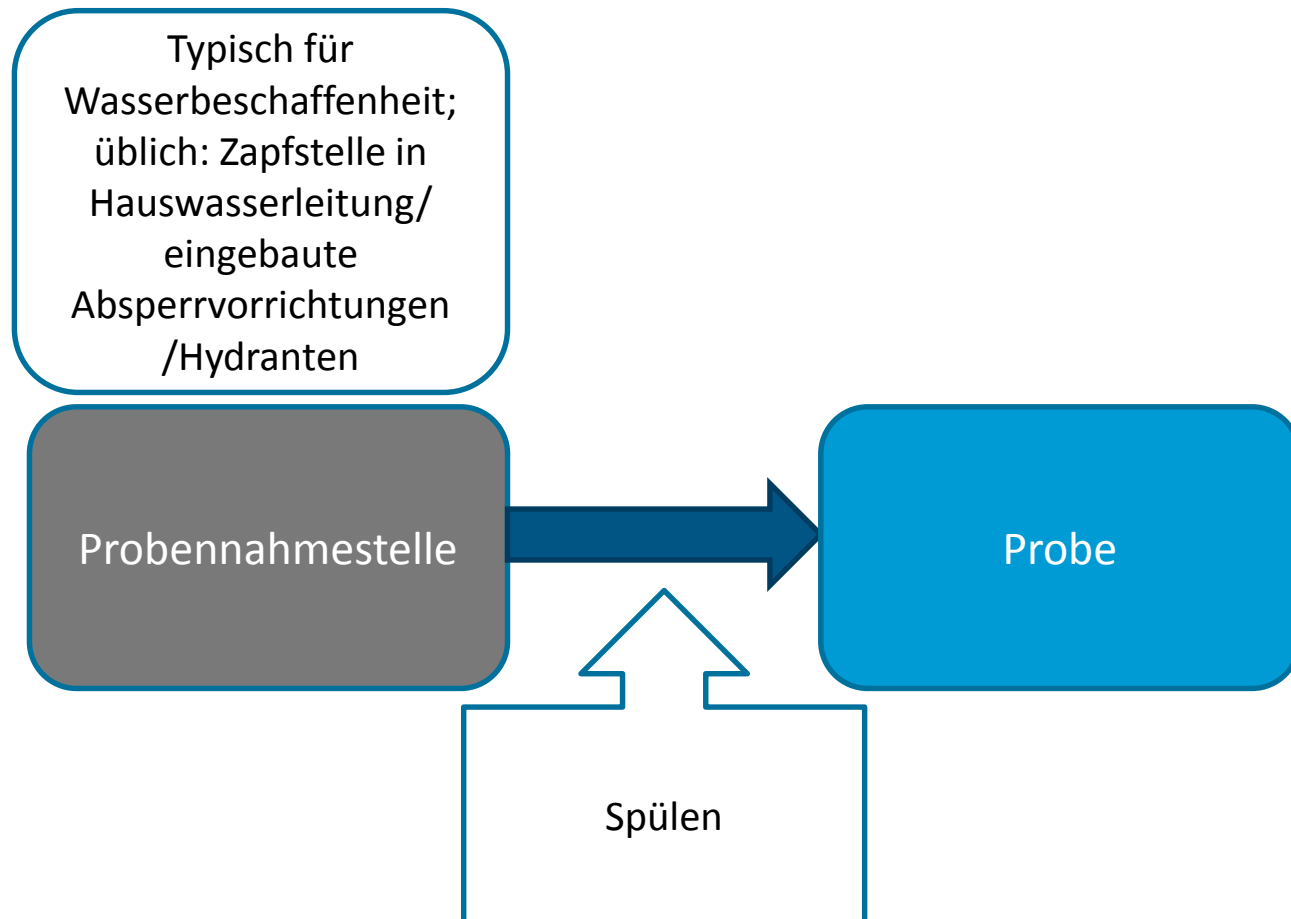 Typisch für
Wasserbeschaffenheit;
üblich: Zapfstelle in
Hauswasserleitung/
eingebaute
Absperrvorrichtungen
/Hydranten
Probennahmestelle
Probe
Spülen